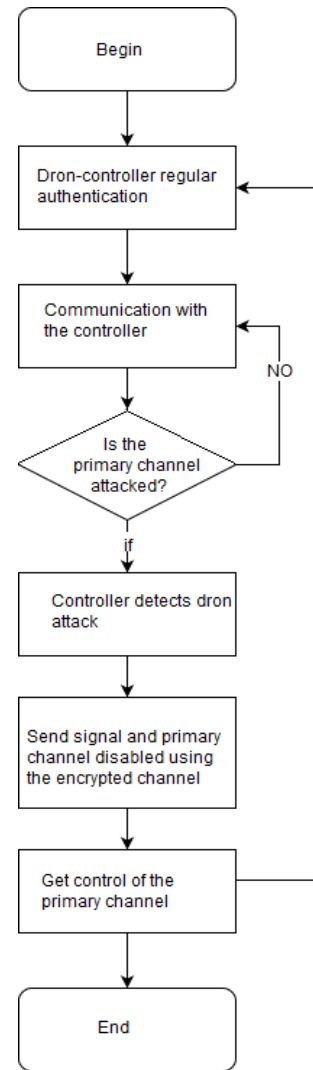 Begin
Dron-controller regular
authentication
Communication with
the controller
NO
Is the
primary channel
attacked?
if
Controller detects dron
attack
Send signal and primary
channel disabled using
the encrypted channel
Get control of the
primary channel
End